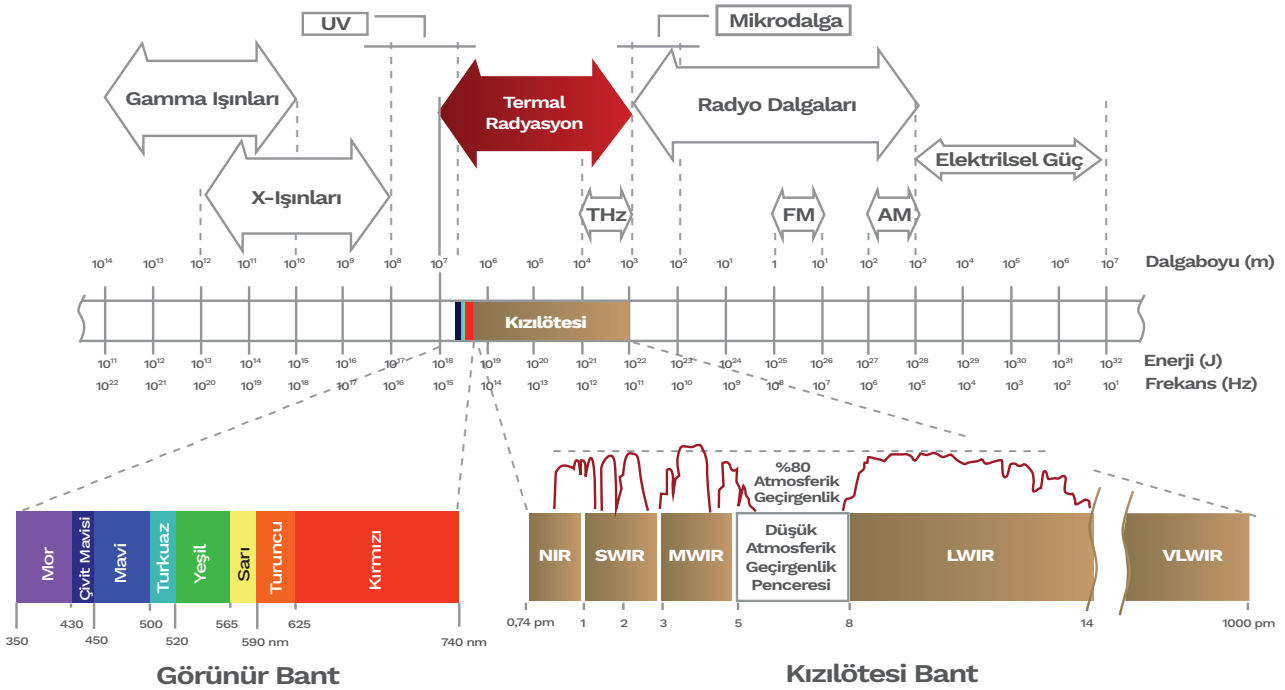 UV
Mikrodalga
Gamma Işınları
Termal
Radyasyon
Radyo Dalgaları
Elektrilsel Güç
X-Işınları
THz
FM
AM
10¹⁴ 10¹³ 10¹² 10¹¹ 10¹⁰ 10⁹ 10⁸ 10⁷ 10⁶ 10⁵ 10⁴ 10³ 10² 10¹ 1 10¹ 10² 10³ 10⁴ 10⁵ 10⁶ 10⁷ Dalgaboyu (m)
Kızılötesi
10¹¹ 10¹² 10¹³ 10¹⁴ 10¹⁵ 10¹⁶ 10¹⁷ 10¹⁸ 10¹⁹ 10²⁰ 10²¹ 10²² 10²³ 10²⁴ 10²⁵ 10²⁶ 10²⁷ 10²⁸ 10²⁹ 10³⁰ 10³¹ 10³² Enerji (J)
10²² 10²¹ 10²⁰ 10¹⁹ 10¹⁸ 10¹⁷ 10¹⁶ 10¹⁵ 10¹⁴ 10¹³ 10¹² 10¹¹ 10¹⁰ 10⁹ 10⁸ 10⁷ 10⁶ 10⁵ 10⁴ 10³ 10² 10¹ Frekans (Hz)
Mor
Çivit Mavisi
Mavi
Turkuaz
Yeşil
Sarı
Turuncu
Kırmızı
350 430 450 500 520 565 590 nm 625 740 nm
Görünür Bant
%80
Atmosferik
Geçirgenlik
NIR
SWIR
MWIR
Düşük
Atmosferik
Geçirgenlik
Penceresi
LWIR
VLWIR
0,74 pm 1 2 3 5 8 14 1000 pm
Kızılötesi Bant